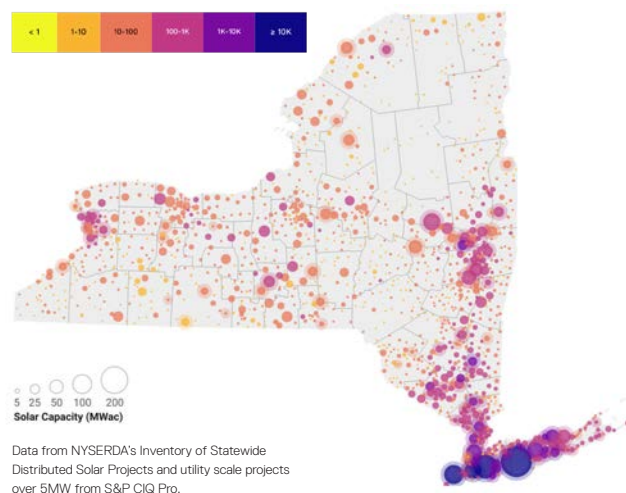 < 1 1-10 10-100 100-1K 1K-10K ≥ 10K
5 25 50 100 200
Solar Capacity (MWac)
Data from NYSERDA's Inventory of Statewide
Distributed Solar Projects and utility scale projects
over 5MW from S&P CIQ Pro.